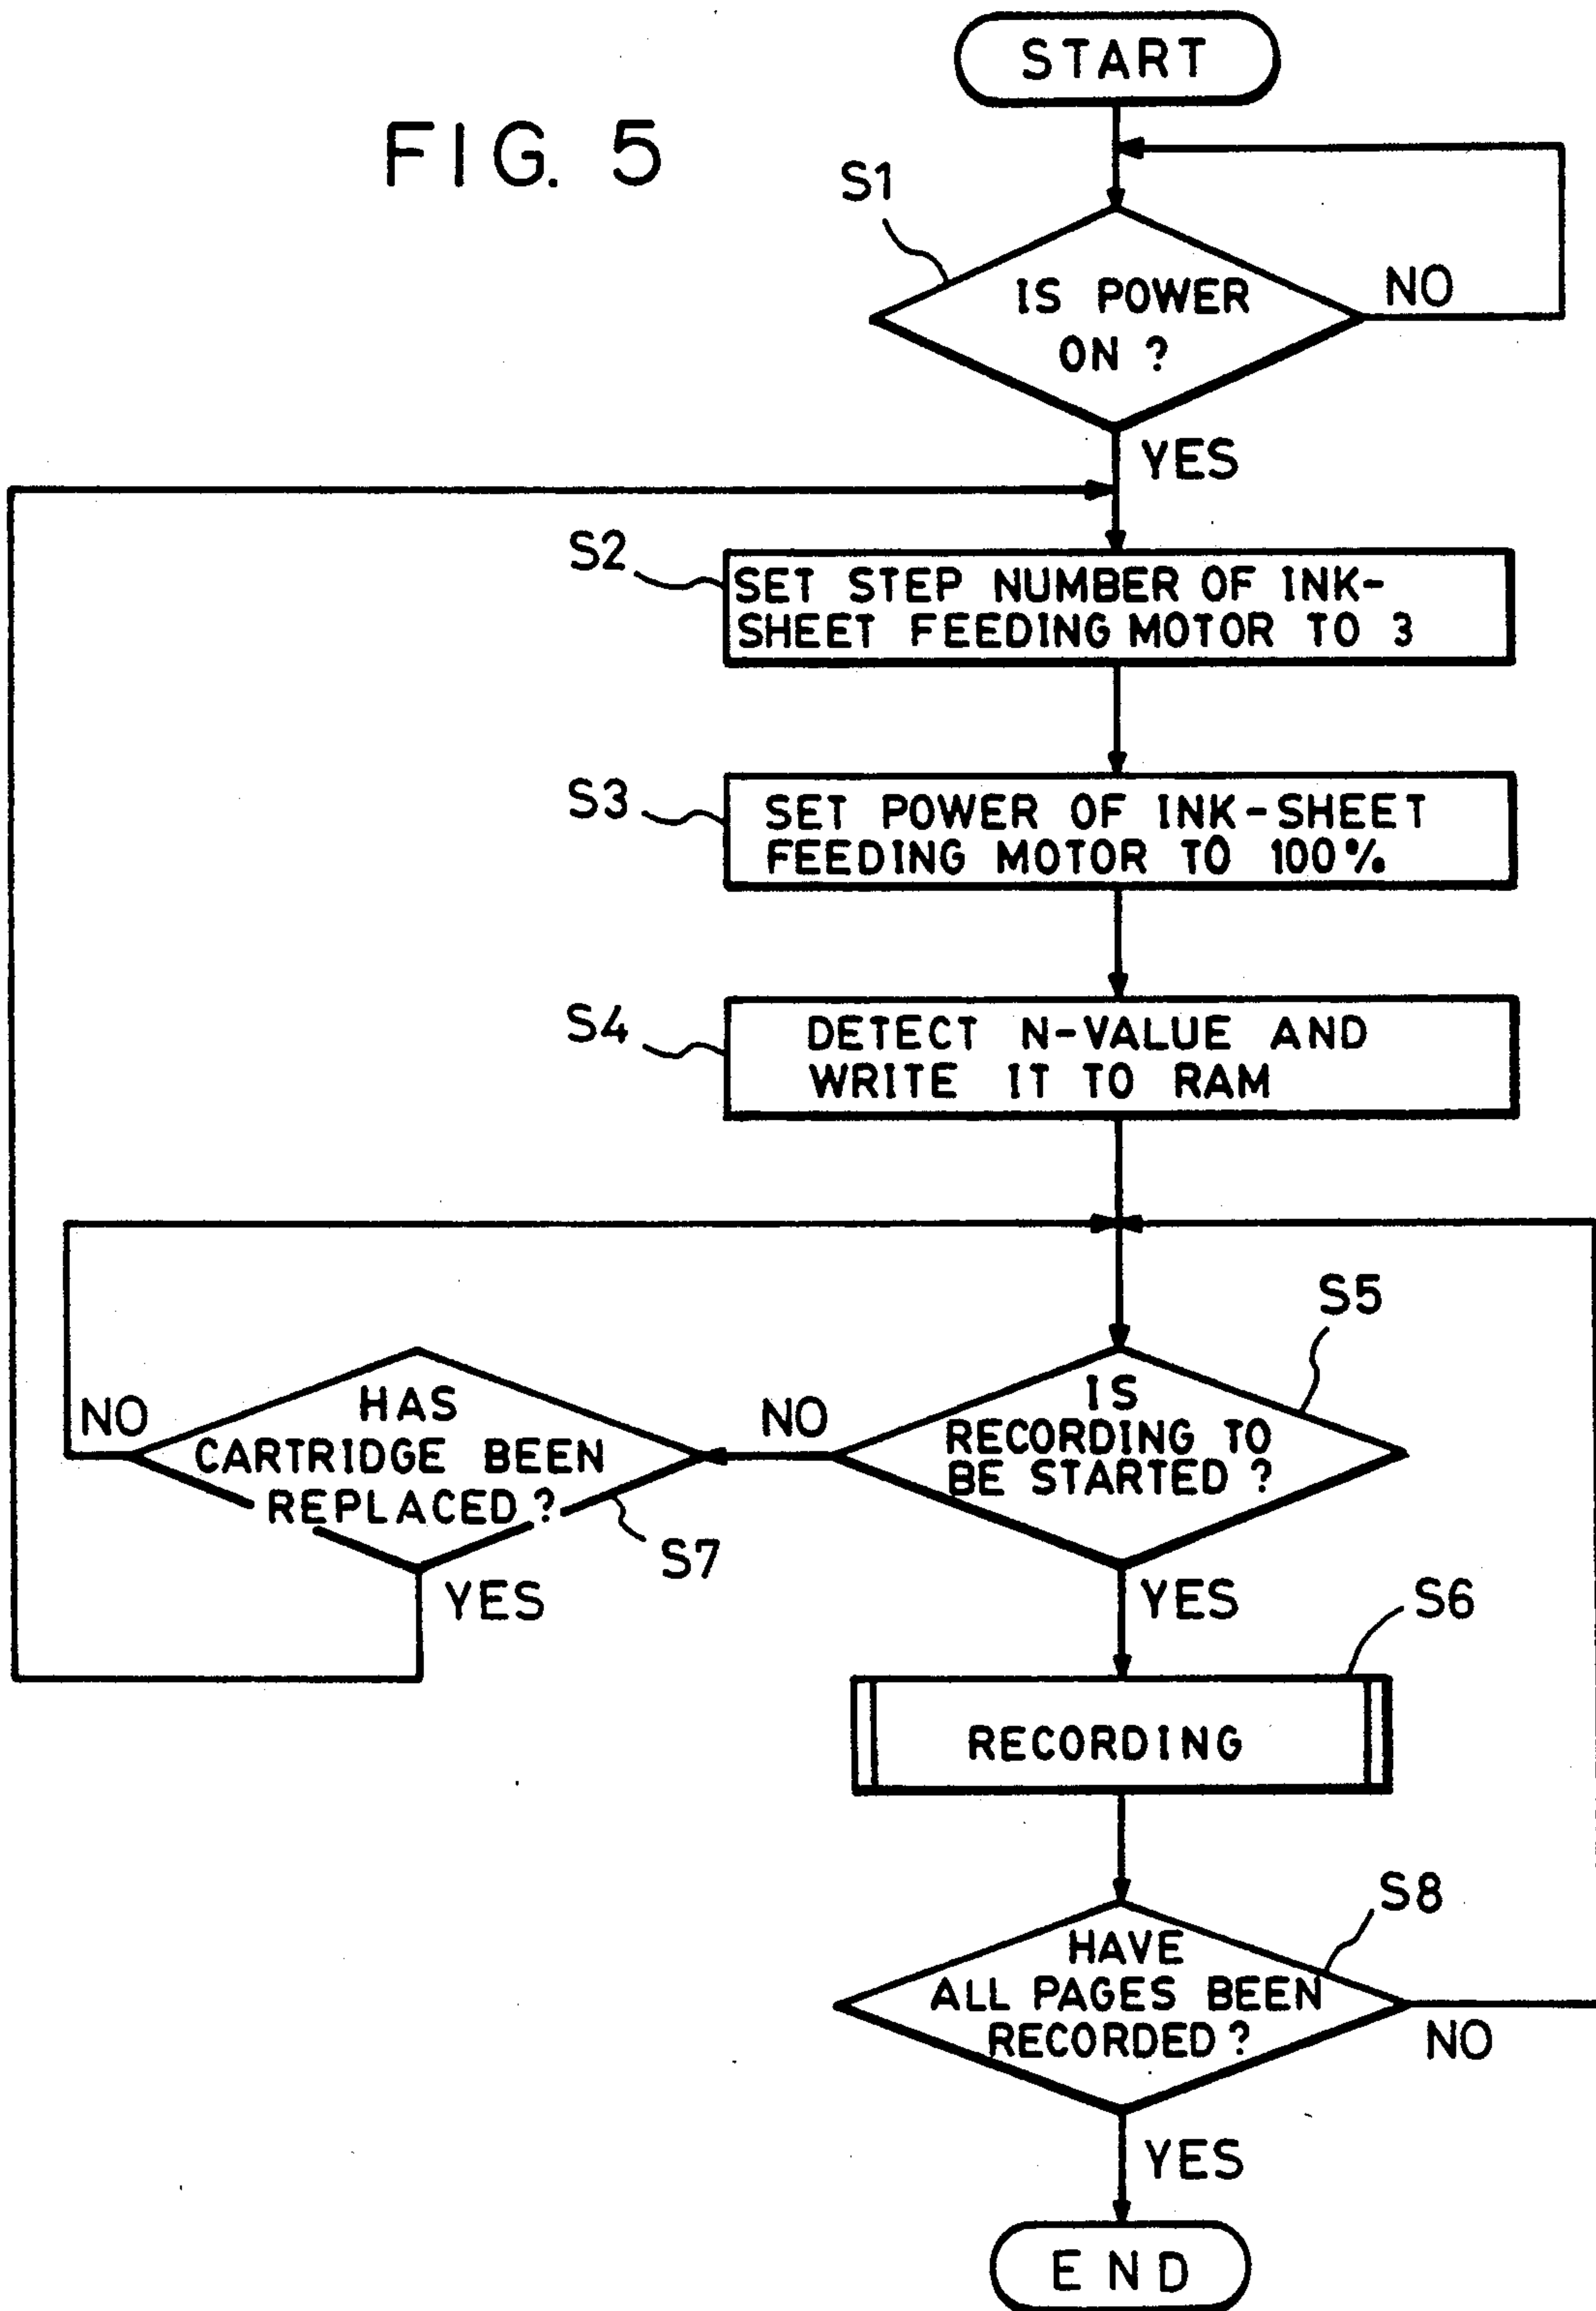 START
FIG. 5
S1
IS POWER
ON ?
NO
YES
S2
SET STEP NUMBER OF INK-
SHEET FEEDING MOTOR TO 3
S3
SET POWER OF INK-SHEET
FEEDING MOTOR TO 100%
S4
DETECT N-VALUE AND
WRITE IT TO RAM
S5
IS
RECORDING TO
BE STARTED ?
NO
YES
HAS
CARTRIDGE BEEN
REPLACED ?
NO
S7
YES
S6
RECORDING
S8
HAVE
ALL PAGES BEEN
RECORDED ?
NO
YES
END